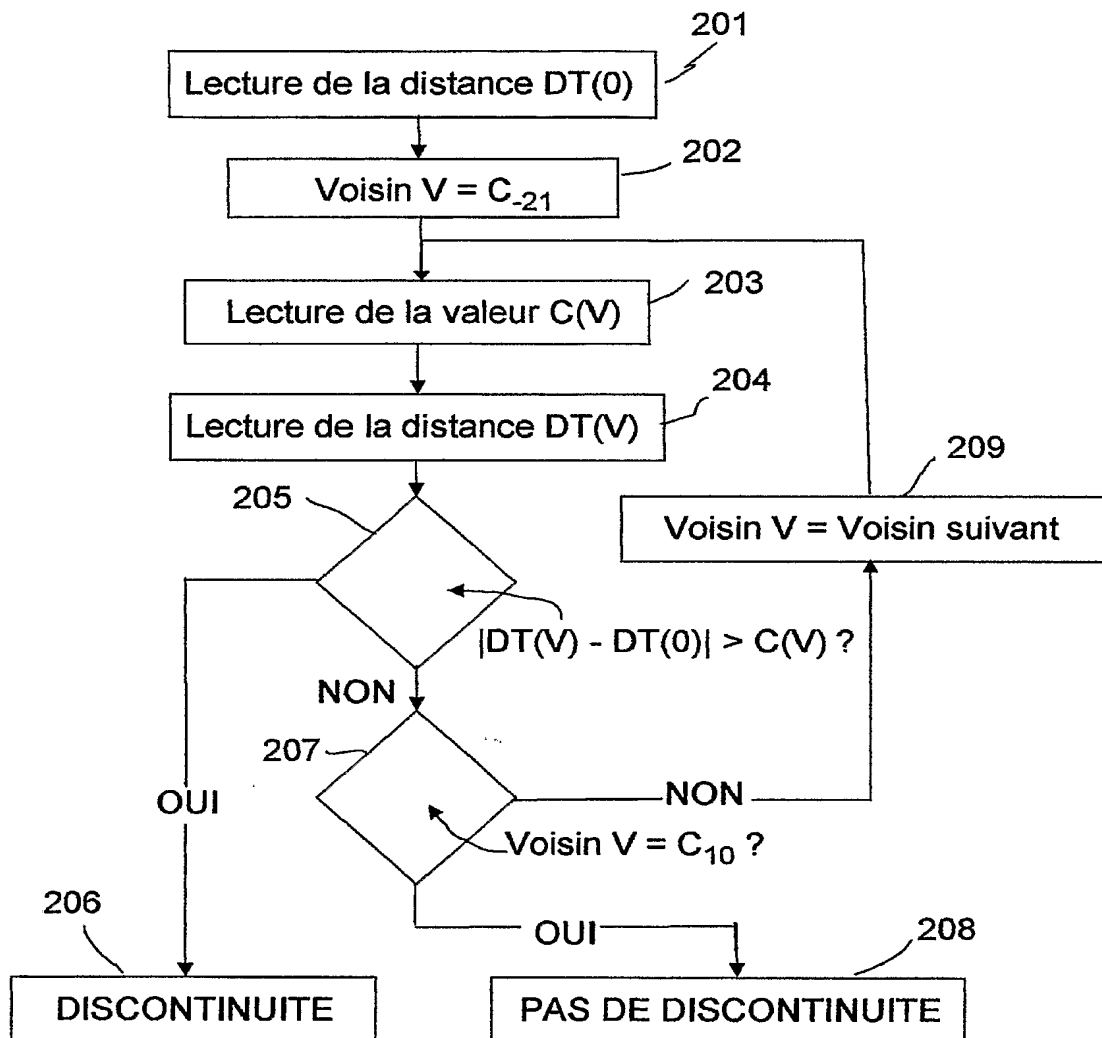 201
Lecture de la distance DT(0)
202
Voisin V = C₋₂₁
203
Lecture de la valeur C(V)
204
Lecture de la distance DT(V)
209
205
Voisin V = Voisin suivant
|DT(V) - DT(0)| > C(V) ?
NON
207
OUI
NON
Voisin V = C₁₀ ?
206
OUI
208
DISCONTINUITE
PAS DE DISCONTINUITE